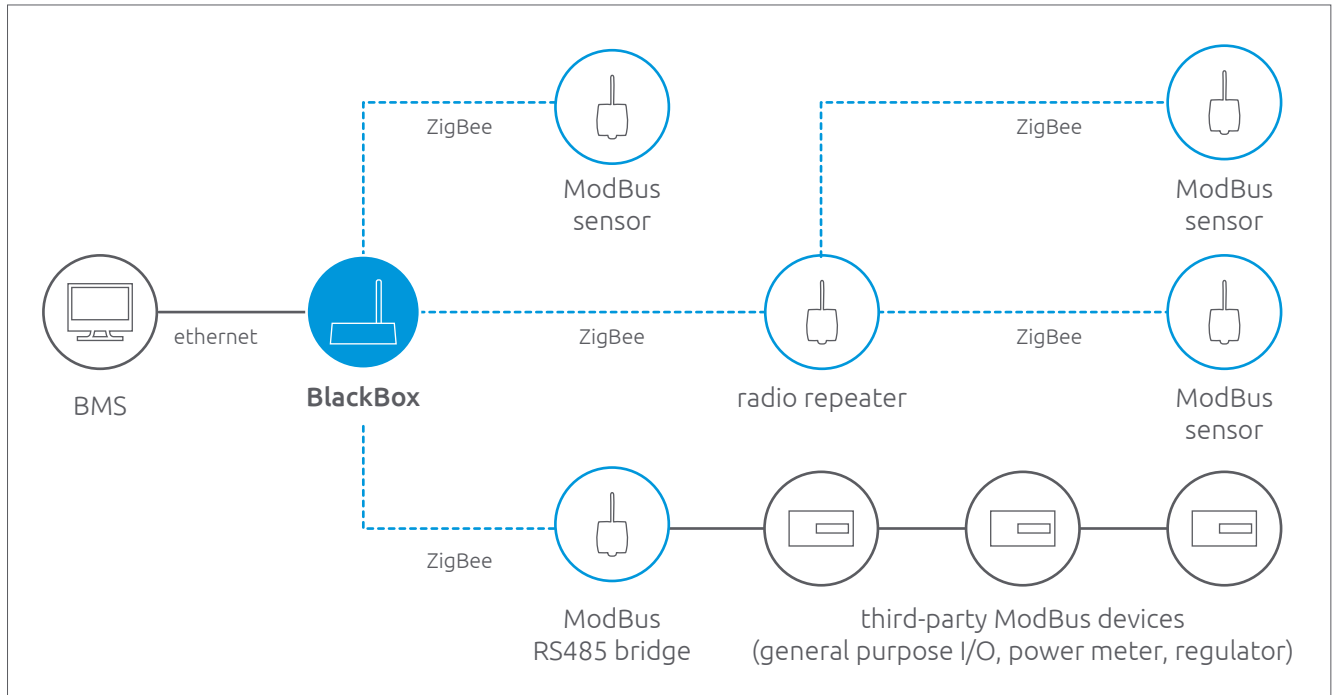 ZigBee
ZigBee
ModBus
sensor
ModBus
sensor
ethernet
ZigBee
ZigBee
BMS
BlackBox
radio repeater
ModBus
sensor
ZigBee
ModBus
RS485 bridge
third-party ModBus devices
(general purpose I/O, power meter, regulator)